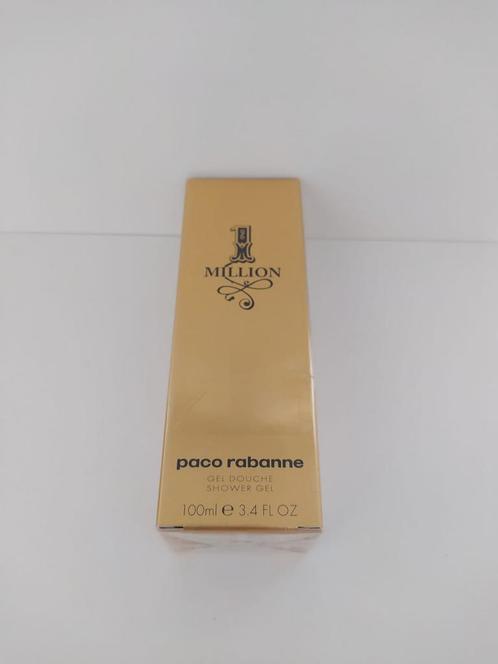 1
MILLION
paco rabanne
GEL DOUCHE
SHOWER GEL
100ml e 3.4 FL OZ